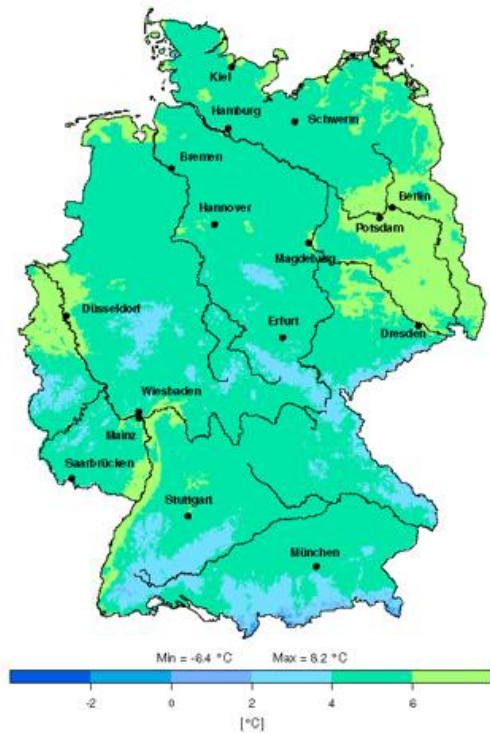 Kiel
Hamburg
Schwerin
Bremen
Berlin
Hannover
Potsdam
Magdeburg
Düsseldorf
Erfurt
Dresden
Wiesbaden
Mainz
Saarbrücken
Stuttgart
München
Min = -6.4 °C Max = 8.2 °C
-2 0 2 4 6
[°C]